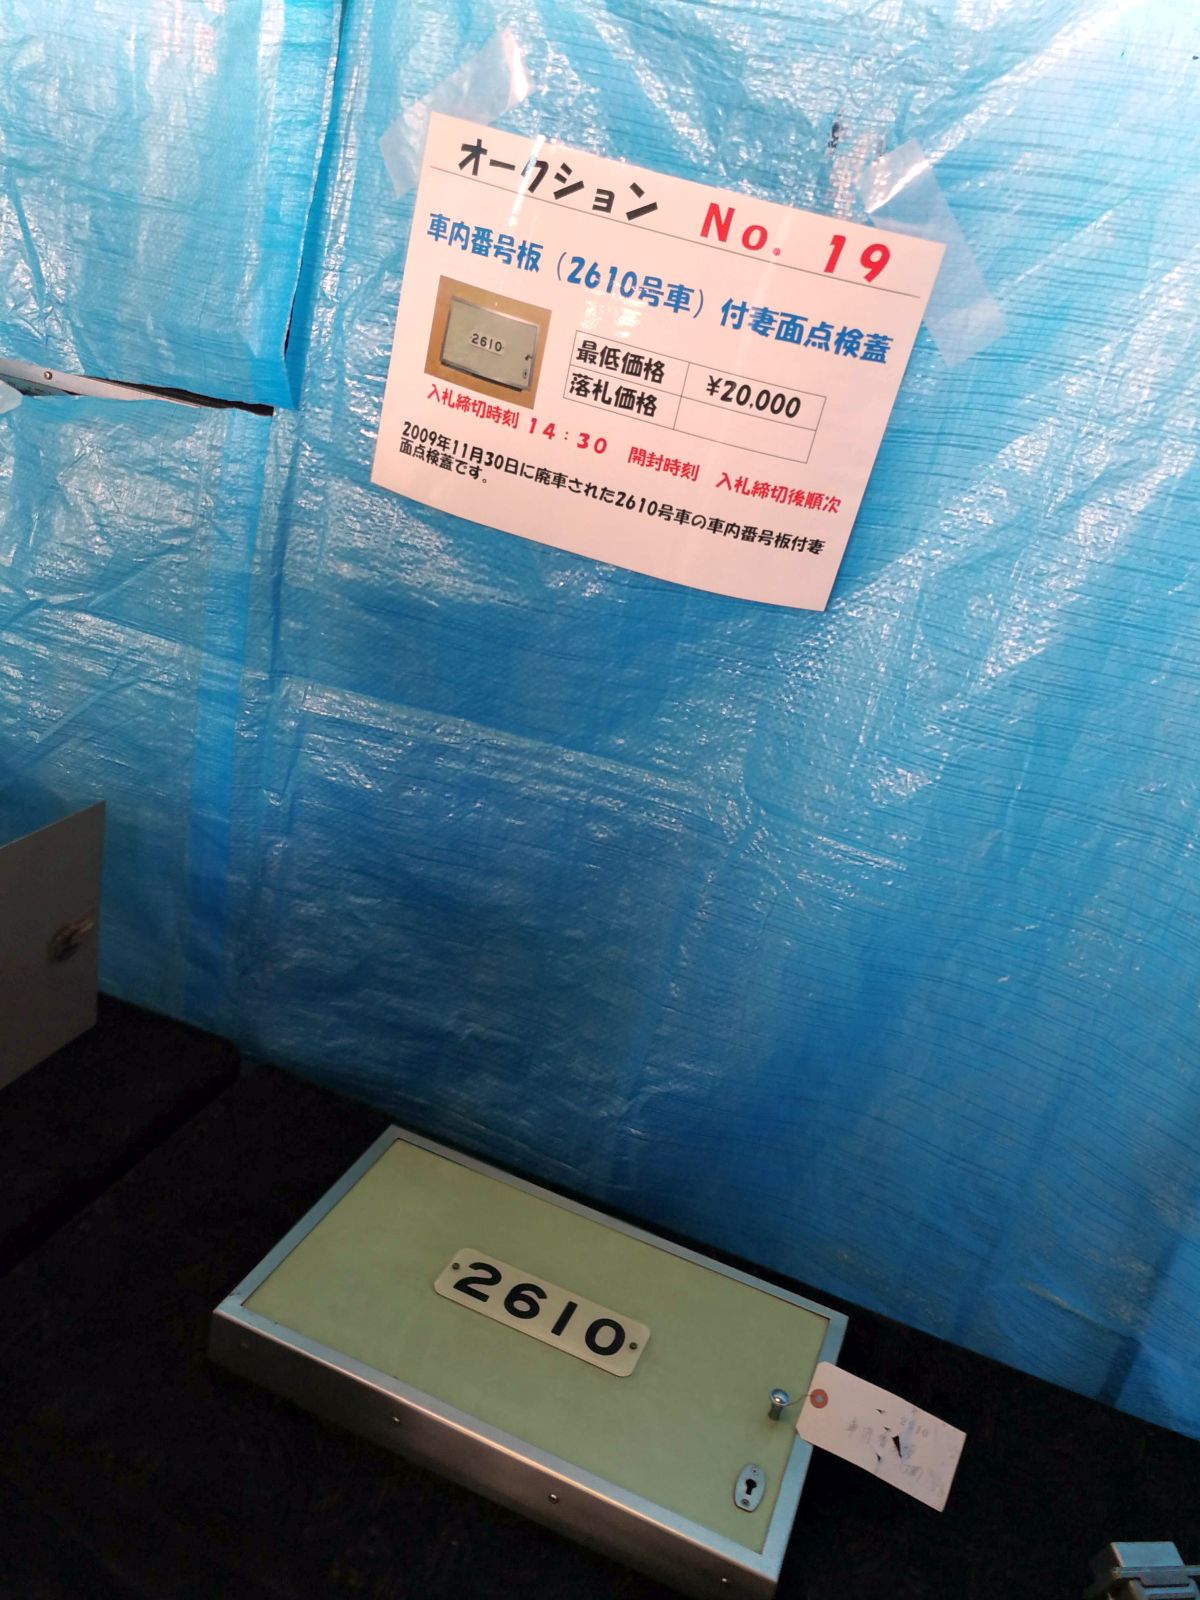 オークション No. 19
車内番号板（2610号車）付妻面点検蓋
2610
最低価格 ¥20,000
落札価格
入札締切時刻 14：30 開封時刻 入札締切後順次
2009年11月30日に廃車された2610号車の車内番号板付妻
面点検蓋です。
2610
2610